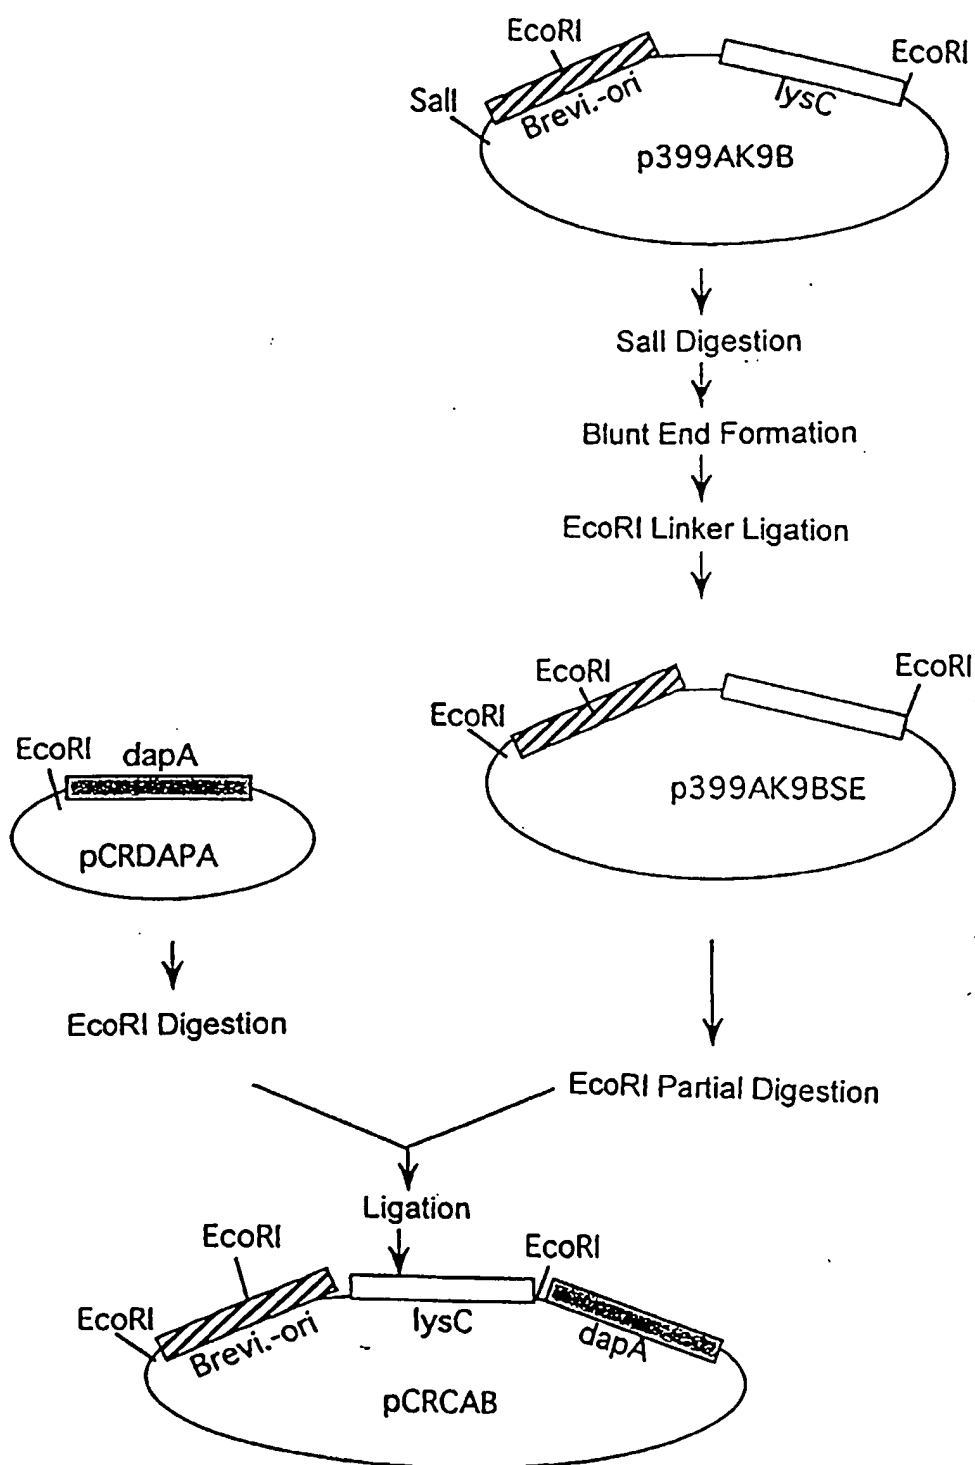 EcoRI
EcoRI
SalI
Brevi.-ori
lysC
p399AK9B
SalI Digestion
Blunt End Formation
EcoRI Linker Ligation
EcoRI
EcoRI
EcoRI
p399AK9BSE
EcoRI
dapA
pCRDAPA
EcoRI Digestion
EcoRI Partial Digestion
Ligation
EcoRI
EcoRI
EcoRI
Brevi.-ori
lysC
dapA
pCRCAB